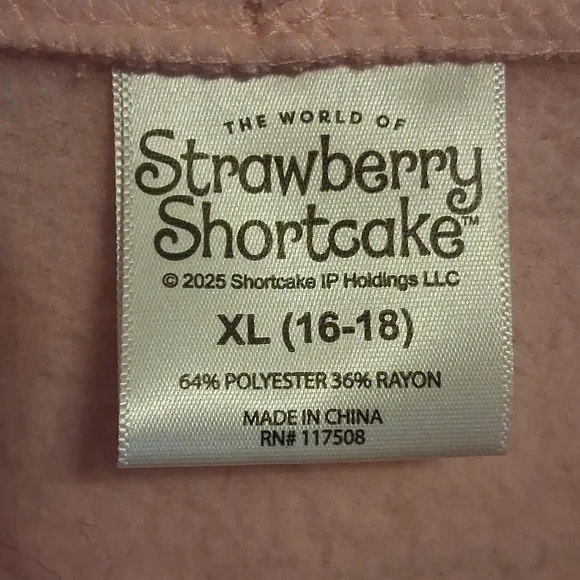 THE WORLD OF
Strawberry
Shortcake™
© 2025 Shortcake IP Holdings LLC
XL (16-18)
64% POLYESTER 36% RAYON
MADE IN CHINA
RN# 117508